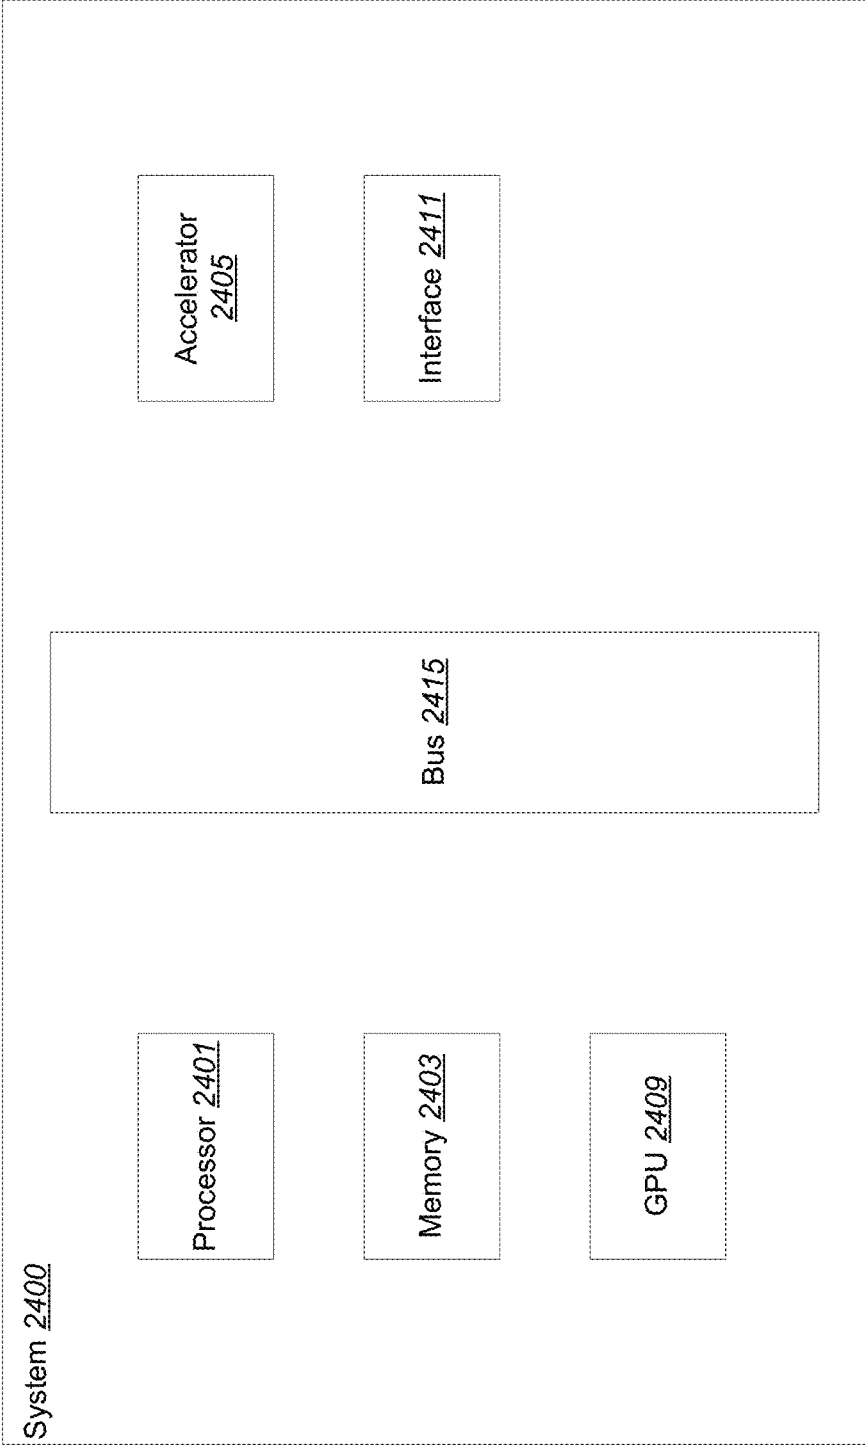 System 2400
Processor 2401
Accelerator
2405
Memory 2403
Bus 2415
Interface 2411
GPU 2409